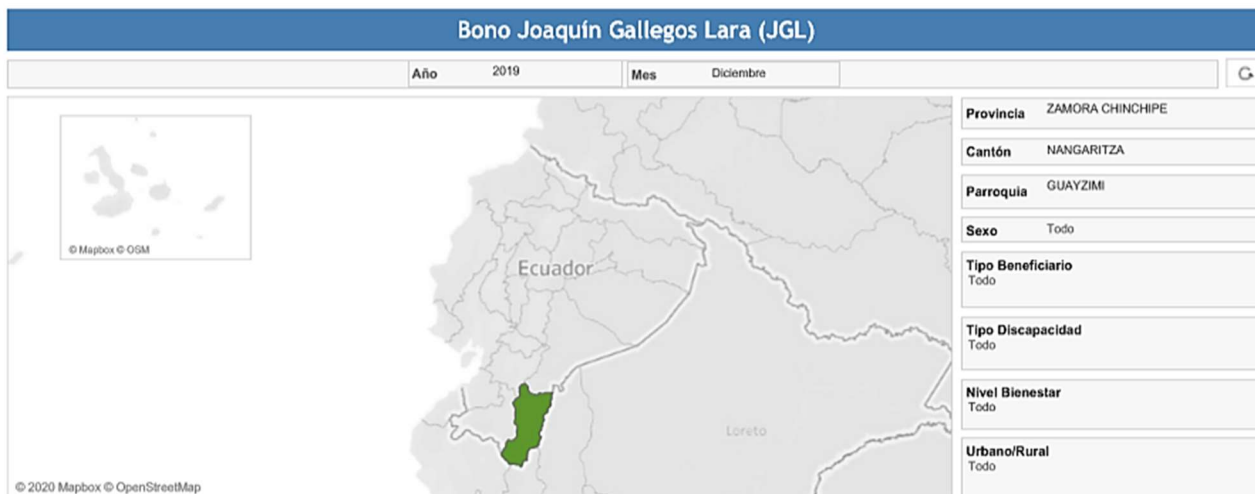 Bono Joaquín Gallegos Lara (JGL)
Año 2019 Mes Diciembre
© Mapbox © OSM
Ecuador
Loreto
© 2020 Mapbox © OpenStreetMap
Provincia ZAMORA CHINCHIPE
Cantón NANGARITZA
Parroquia GUAYZIMI
Sexo Todo
Tipo Beneficiario
Todo
Tipo Discapacidad
Todo
Nivel Bienestar
Todo
Urbano/Rural
Todo